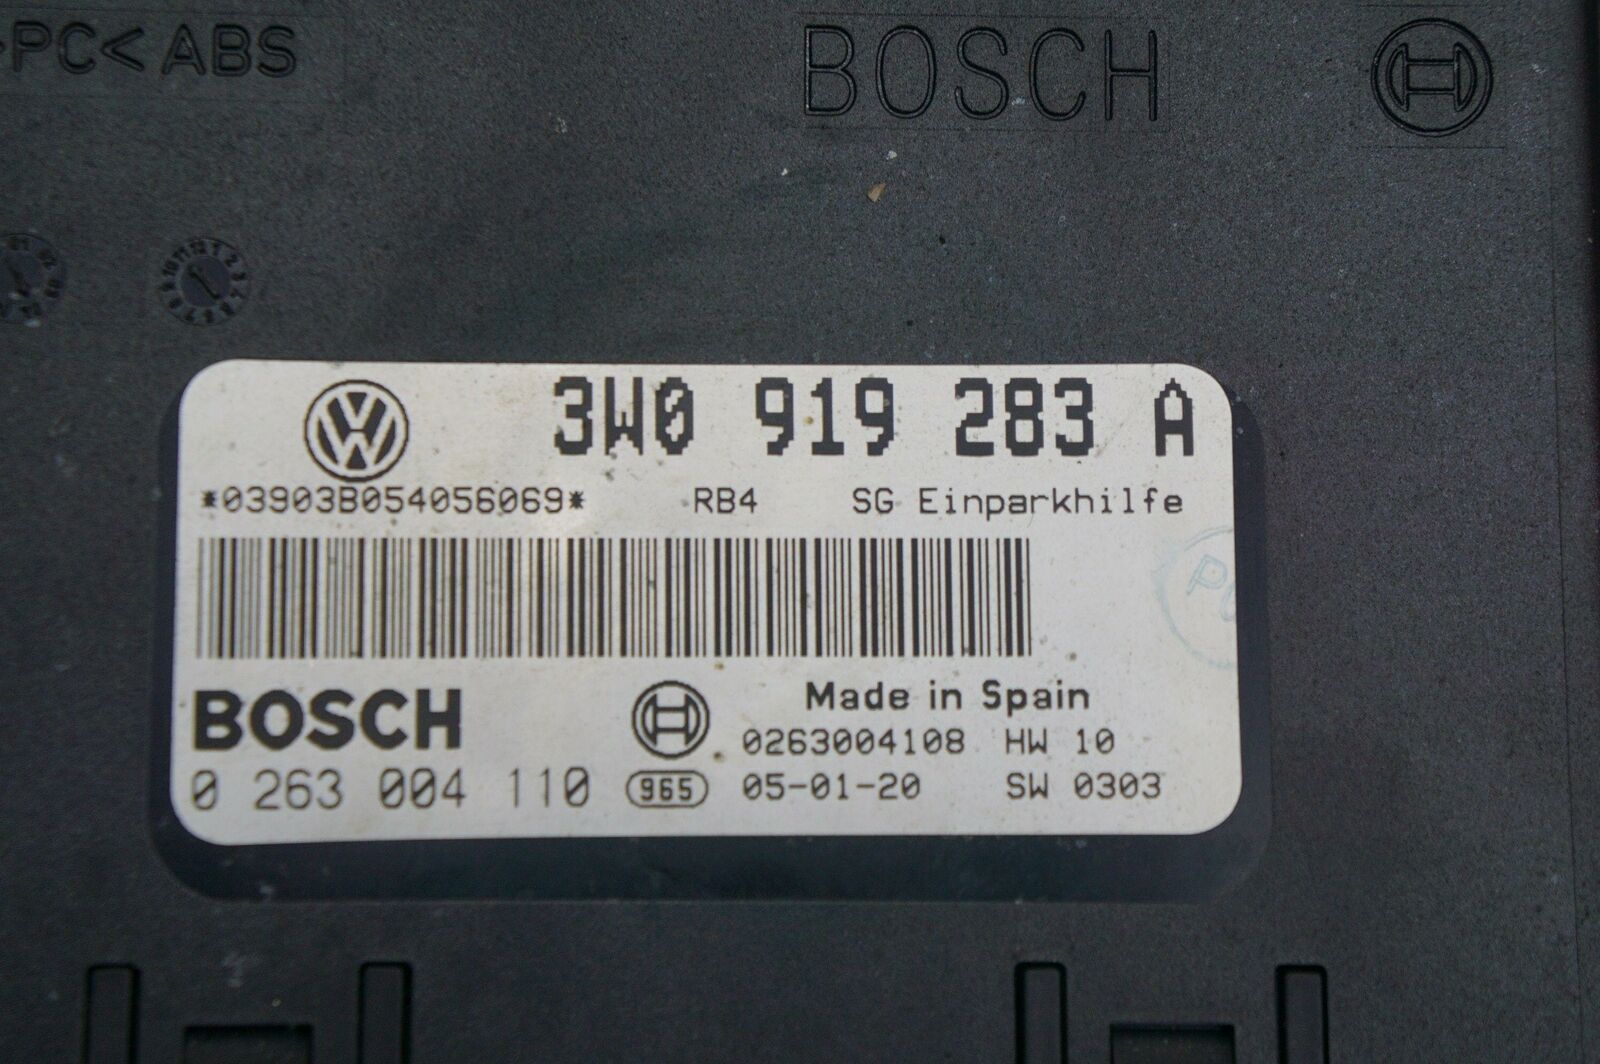 >PC<ABS
BOSCH
3W0 919 283 A
*03903B054056069* RB4 SG Einparkhilfe
BOSCH
Made in Spain
0263004108 HW 10
0 263 004 110 965 05-01-20 SW 0303